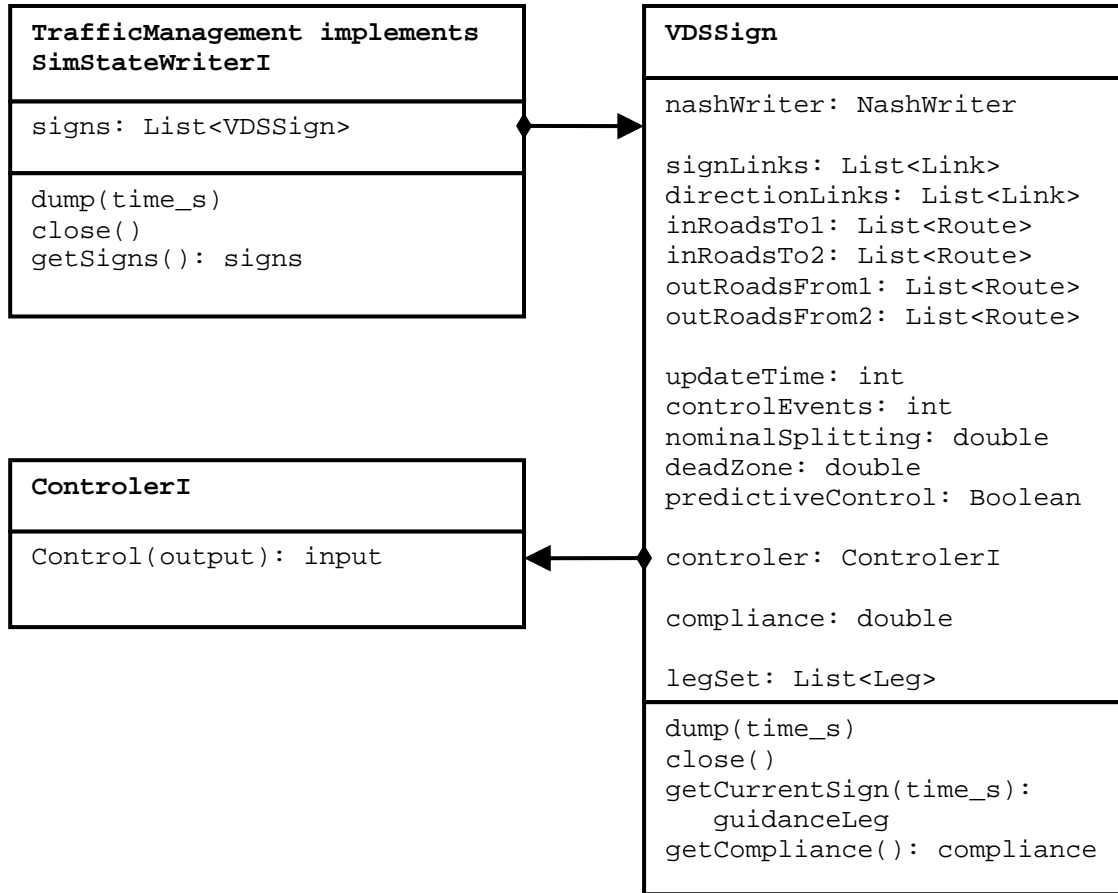 TrafficManagement implements
SimStateWriterI
signs: List<VDSSign>
dump(time_s)
close()
getSigns(): signs
ControlerI
Control(output): input
VDSSign
nashWriter: NashWriter
signLinks: List<Link>
directionLinks: List<Link>
inRoadsTo1: List<Route>
inRoadsTo2: List<Route>
outRoadsFrom1: List<Route>
outRoadsFrom2: List<Route>
updateTime: int
controlEvents: int
nominalSplitting: double
deadZone: double
predictiveControl: Boolean
controler: ControlerI
compliance: double
legSet: List<Leg>
dump(time_s)
close()
getCurrentSign(time_s):
guidanceLeg
getCompliance(): compliance